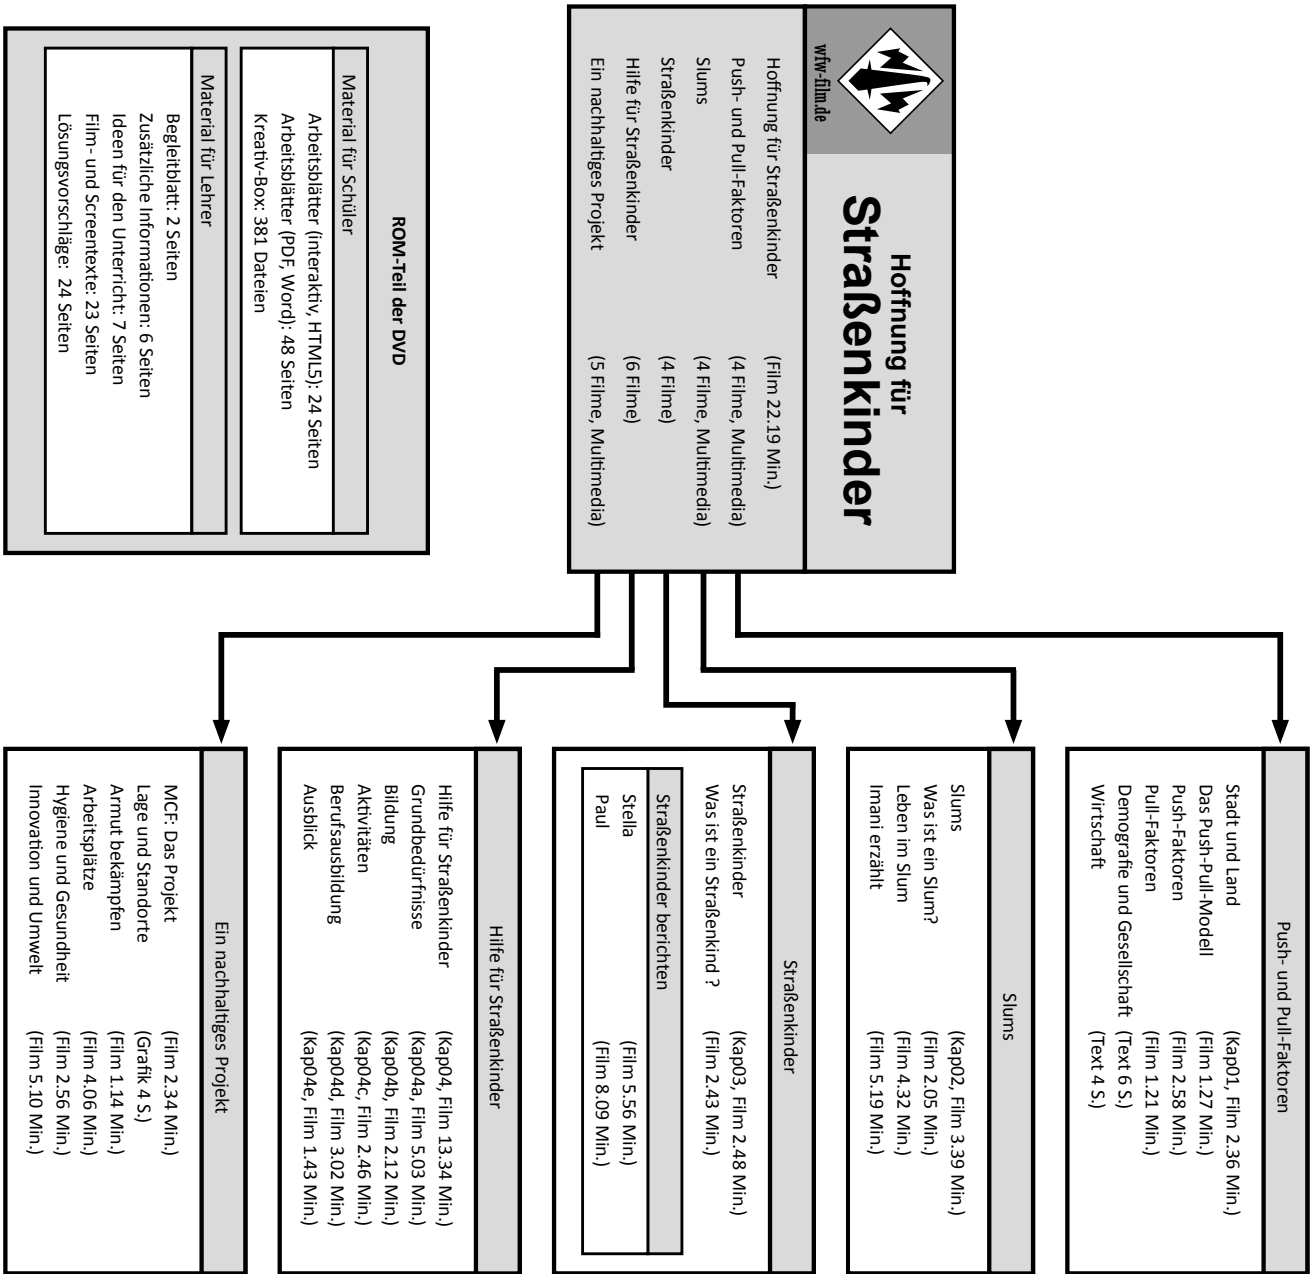 wfw-film.de
Hoffnung für
Straßenkinder
Hoffnung für Straßenkinder (Film 22.19 Min.)
Push- und Pull-Faktoren (4 Filme, Multimedia)
Slums (4 Filme, Multimedia)
Straßenkinder (4 Filme)
Hilfe für Straßenkinder (6 Filme)
Ein nachhaltiges Projekt (5 Filme, Multimedia)
ROM-Teil der DVD
Material für Schüler
Arbeitsblätter (interaktiv, HTML5): 24 Seiten
Arbeitsblätter (PDF, Word): 48 Seiten
Kreativ-Box: 381 Dateien
Material für Lehrer
Begleitblatt: 2 Seiten
Zusätzliche Informationen: 6 Seiten
Ideen für den Unterricht: 7 Seiten
Film- und Screentexte: 23 Seiten
Lösungsvorschläge: 24 Seiten
Push- und Pull-Faktoren
Stadt und Land (Kap01, Film 2.36 Min.)
Das Push-Pull-Modell (Film 1.27 Min.)
Push-Faktoren (Film 2.58 Min.)
Pull-Faktoren (Film 1.21 Min.)
Demografie und Gesellschaft (Text 6 S.)
Wirtschaft (Text 4 S.)
Slums
Slums (Kap02, Film 3.39 Min.)
Was ist ein Slum? (Film 2.05 Min.)
Leben im Slum (Film 4.32 Min.)
Imani erzählt (Film 5.19 Min.)
Straßenkinder
Straßenkinder (Kap03, Film 2.48 Min.)
Was ist ein Straßenkind ? (Film 2.43 Min.)
Straßenkinder berichten
Stella (Film 5.56 Min.)
Paul (Film 8.09 Min.)
Hilfe für Straßenkinder
Hilfe für Straßenkinder (Kap04, Film 13.34 Min.)
Grundbedürfnisse (Kap04a, Film 5.03 Min.)
Bildung (Kap04b, Film 2.12 Min.)
Aktivitäten (Kap04c, Film 2.46 Min.)
Berufsausbildung (Kap04d, Film 3.02 Min.)
Ausblick (Kap04e, Film 1.43 Min.)
Ein nachhaltiges Projekt
MCF: Das Projekt (Film 2.34 Min.)
Lage und Standorte (Grafik 4 S.)
Armut bekämpfen (Film 1.14 Min.)
Arbeitsplätze (Film 4.06 Min.)
Hygiene und Gesundheit (Film 2.56 Min.)
Innovation und Umwelt (Film 5.10 Min.)